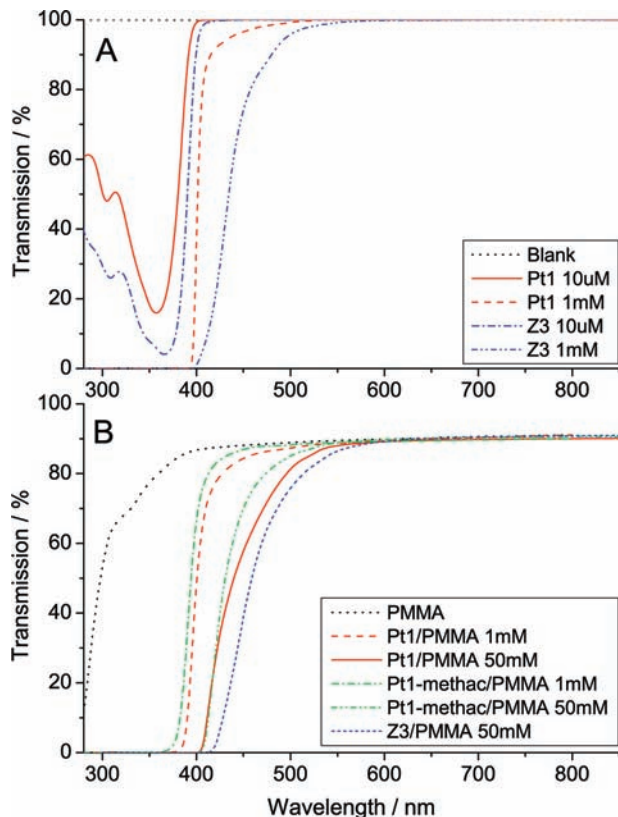 A
Transmission / %
100
80
60
40
20
0
Blank
Pt1 10uM
Pt1 1mM
Z3 10uM
Z3 1mM
300 400 500 600 700 800
B
Transmission / %
100
80
60
40
20
0
PMMA
Pt1/PMMA 1mM
Pt1/PMMA 50mM
Pt1-methac/PMMA 1mM
Pt1-methac/PMMA 50mM
Z3/PMMA 50mM
300 400 500 600 700 800
Wavelength / nm